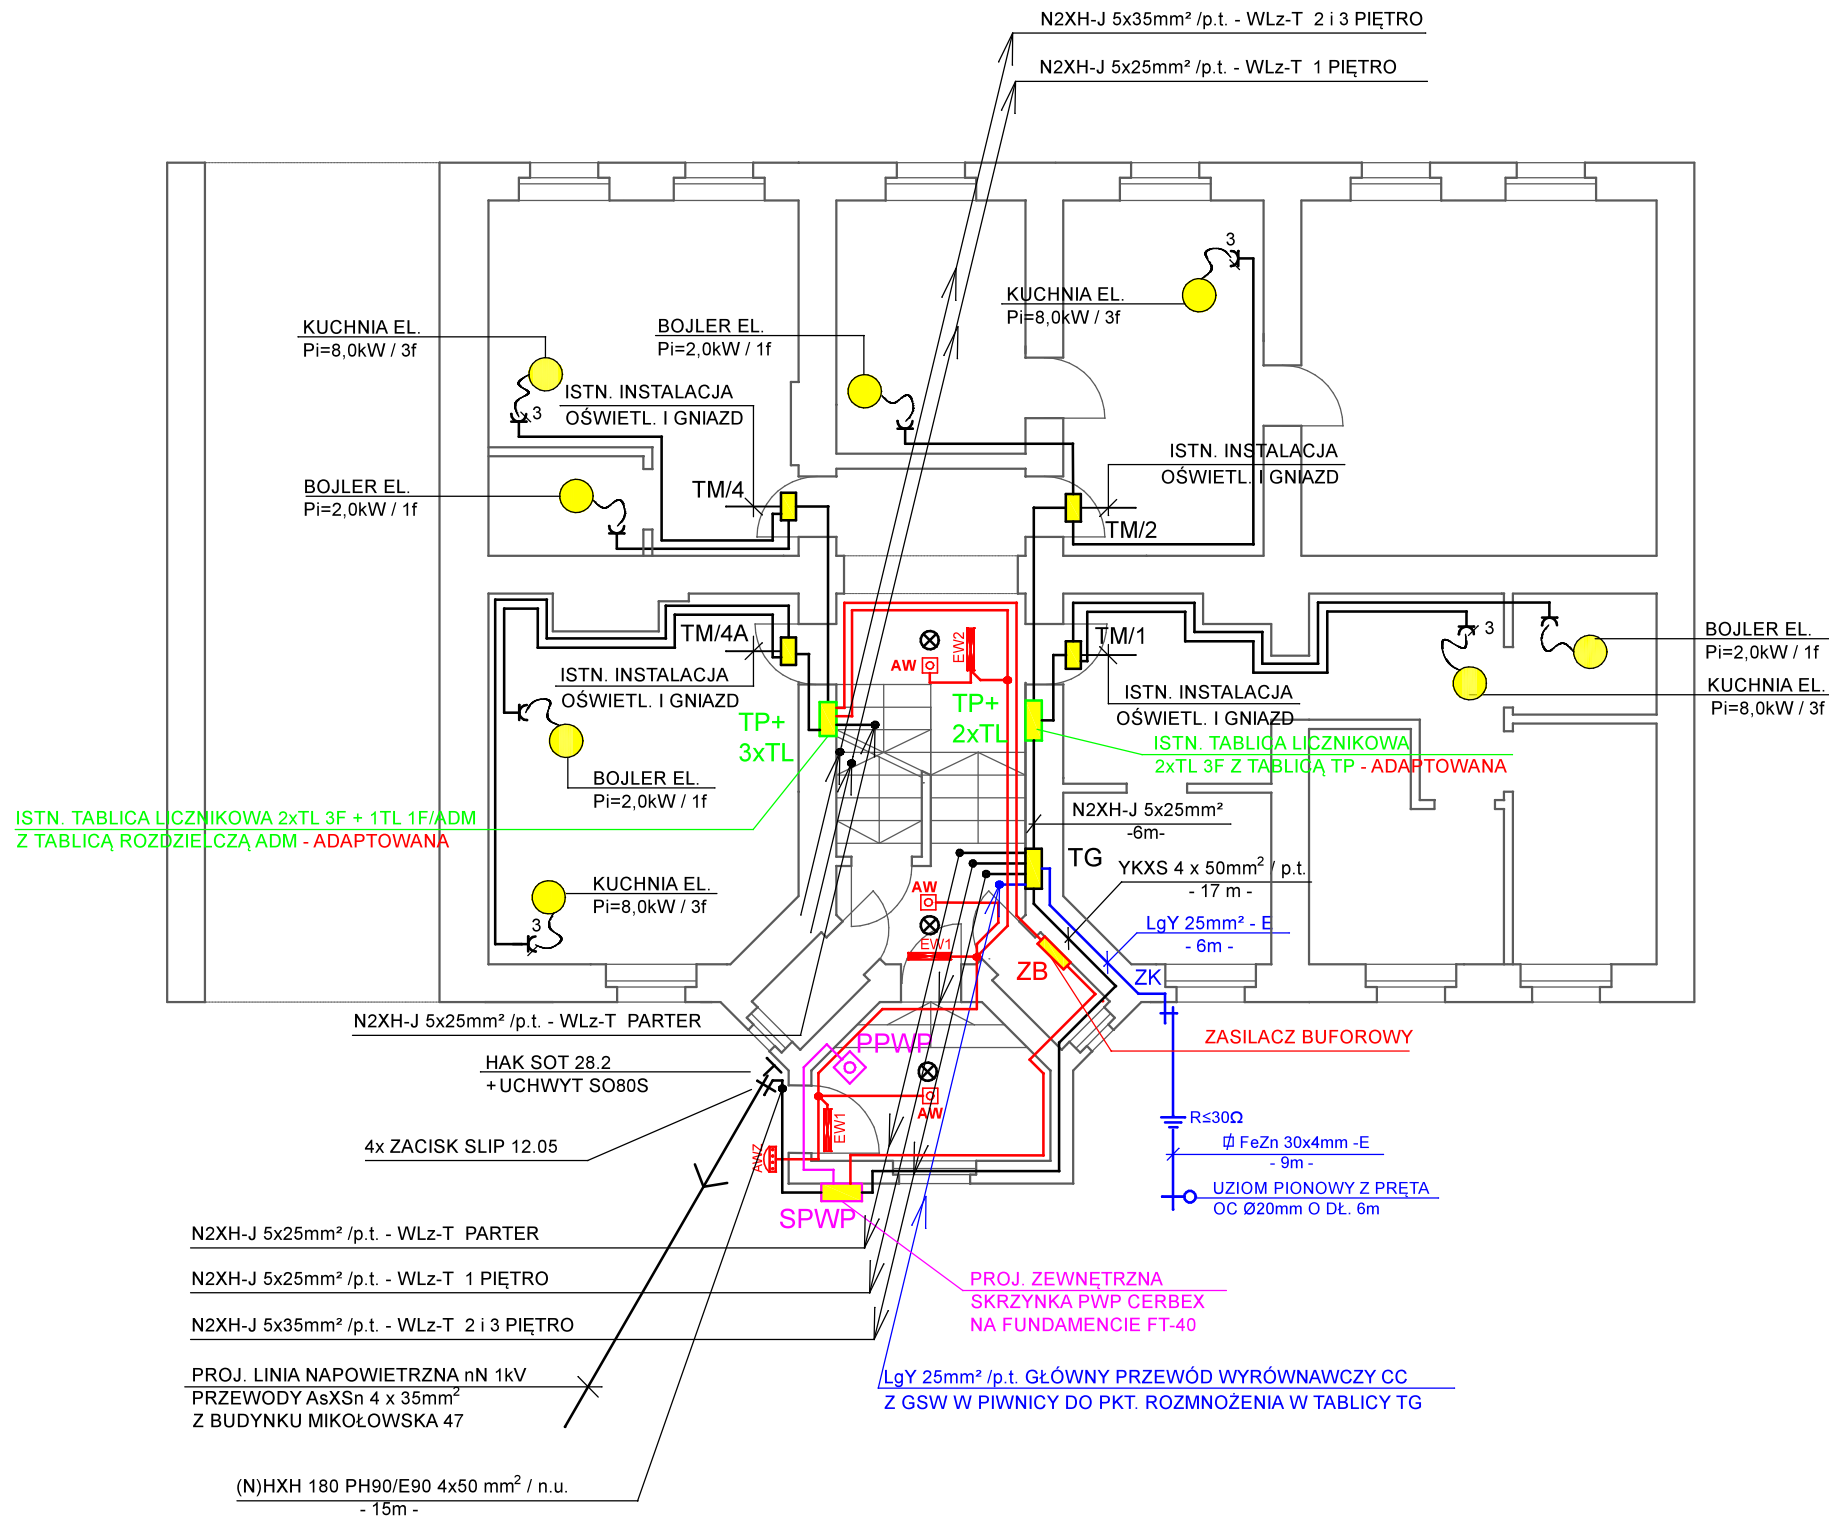 N2XH-J 5x35mm² /p.t. - WLz-T 2 i 3 PIĘTRO
N2XH-J 5x25mm² /p.t. - WLz-T 1 PIĘTRO
3
KUCHNIA EL.
Pi=8,0kW / 3f
KUCHNIA EL.
Pi=8,0kW / 3f
BOJLER EL.
Pi=2,0kW / 1f
ISTN. INSTALACJA
OŚWIETL. I GNIAZD
3
ISTN. INSTALACJA
OŚWIETL. I GNIAZD
BOJLER EL.
Pi=2,0kW / 1f
TM/4
TM/2
TM/4A
AW
EW2
TM/1
3
BOJLER EL.
Pi=2,0kW / 1f
KUCHNIA EL.
Pi=8,0kW / 3f
ISTN. INSTALACJA
OŚWIETL. I GNIAZD
ISTN. INSTALACJA
OŚWIETL. I GNIAZD
TP+
3xTL
TP+
2xTL
ISTN. TABLICA LICZNIKOWA
2xTL 3F Z TABLICĄ TP - ADAPTOWANA
BOJLER EL.
Pi=2,0kW / 1f
ISTN. TABLICA LICZNIKOWA 2xTL 3F + 1TL 1F/ADM
Z TABLICĄ ROZDZIELCZĄ ADM - ADAPTOWANA
N2XH-J 5x25mm²
-6m-
TG
YKXS 4 x 50mm² / p.t.
- 17 m -
KUCHNIA EL.
Pi=8,0kW / 3f
3
AW
EW1
LgY 25mm² - E
- 6m -
ZB
ZK
N2XH-J 5x25mm² /p.t. - WLz-T PARTER
PPWP
ZASILACZ BUFOROWY
HAK SOT 28.2
+UCHWYT SO80S
AW
EW1
AWZ
4x ZACISK SLIP 12.05
R≤30Ω
FeZn 30x4mm -E
- 9m -
UZIOM PIONOWY Z PRĘTA
OC Ø20mm O DŁ. 6m
SPWP
N2XH-J 5x25mm² /p.t. - WLz-T PARTER
N2XH-J 5x25mm² /p.t. - WLz-T 1 PIĘTRO
PROJ. ZEWNĘTRZNA
SKRZYNKA PWP CERBEX
NA FUNDAMENCIE FT-40
N2XH-J 5x35mm² /p.t. - WLz-T 2 i 3 PIĘTRO
PROJ. LINIA NAPOWIETRZNA nN 1kV
PRZEWODY AsXSn 4 x 35mm²
Z BUDYNKU MIKOŁOWSKA 47
LgY 25mm² /p.t. GŁÓWNY PRZEWÓD WYRÓWNAWCZY CC
Z GSW W PIWNICY DO PKT. ROZMNOŻENIA W TABLICY TG
(N)HXH 180 PH90/E90 4x50 mm² / n.u.
- 15m -